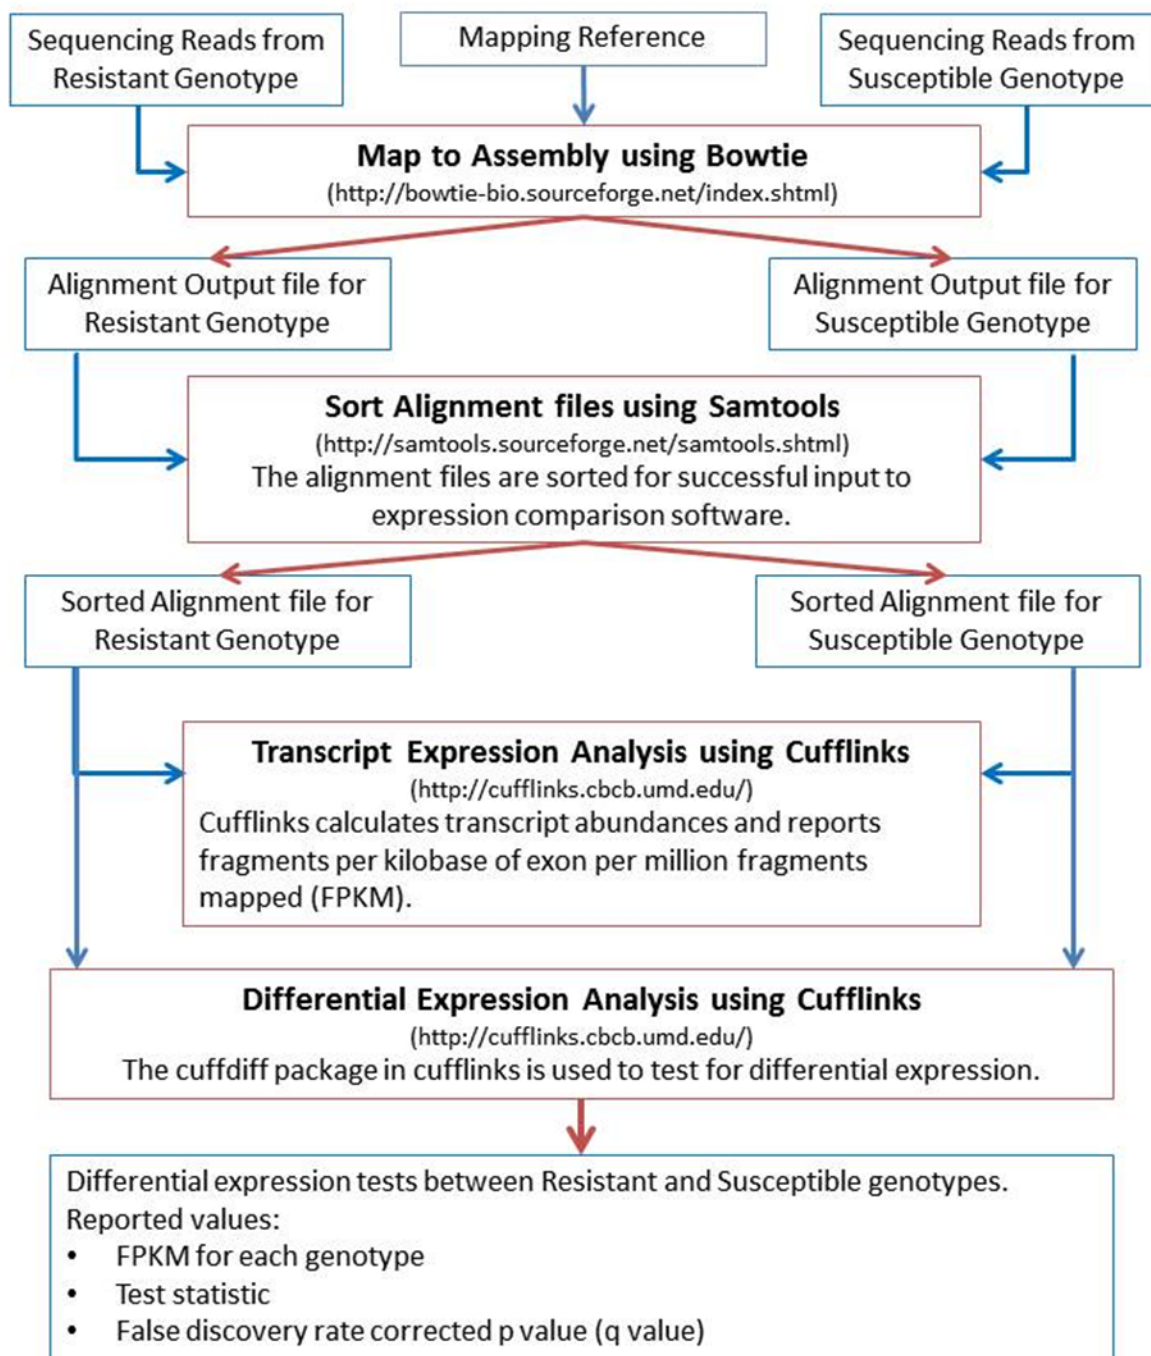 Sequencing Reads from
Resistant Genotype
Mapping Reference
Sequencing Reads from
Susceptible Genotype
Map to Assembly using Bowtie
(http://bowtie-bio.sourceforge.net/index.shtml)
Alignment Output file for
Resistant Genotype
Alignment Output file for
Susceptible Genotype
Sort Alignment files using Samtools
(http://samtools.sourceforge.net/samtools.shtml)
The alignment files are sorted for successful input to
expression comparison software.
Sorted Alignment file for
Resistant Genotype
Sorted Alignment file for
Susceptible Genotype
Transcript Expression Analysis using Cufflinks
(http://cufflinks.cbcb.umd.edu/)
Cufflinks calculates transcript abundances and reports
fragments per kilobase of exon per million fragments
mapped (FPKM).
Differential Expression Analysis using Cufflinks
(http://cufflinks.cbcb.umd.edu/)
The cuffdiff package in cufflinks is used to test for differential expression.
Differential expression tests between Resistant and Susceptible genotypes.
Reported values:
• FPKM for each genotype
• Test statistic
• False discovery rate corrected p value (q value)